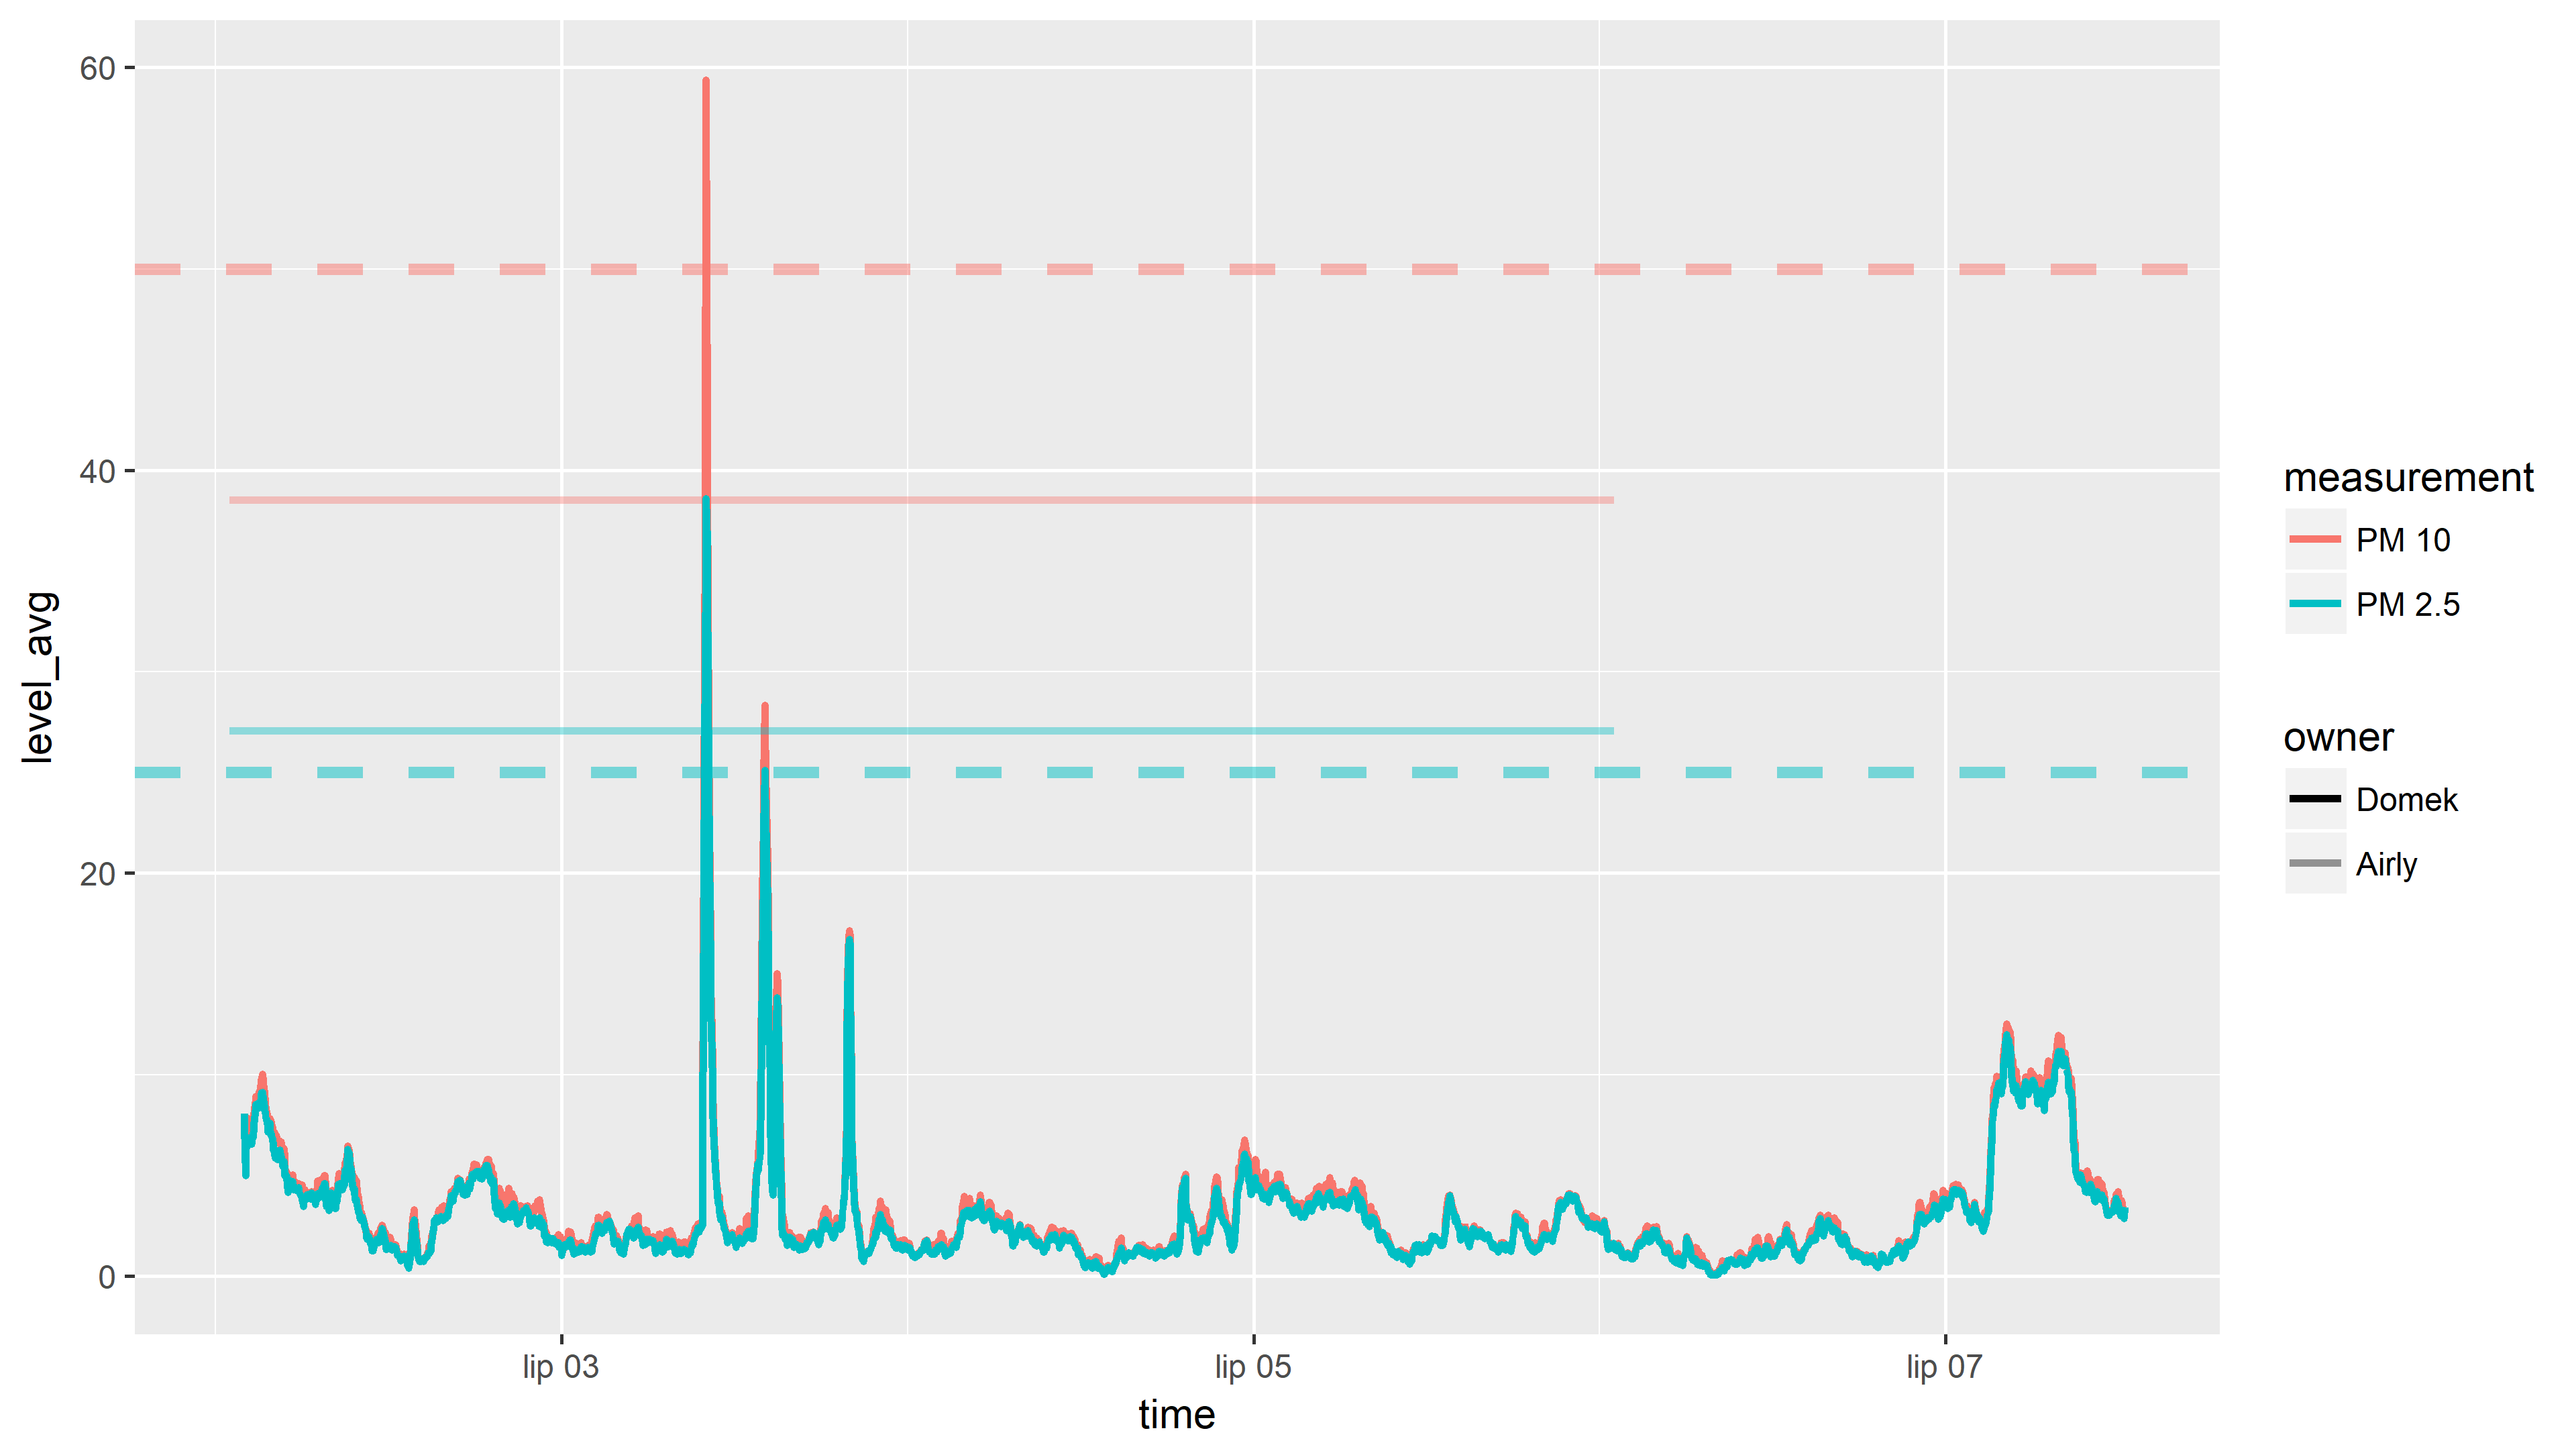 60
40
20
0
level_avg
lip 03
lip 05
lip 07
time
measurement
PM 10
PM 2.5
owner
Domek
Airly